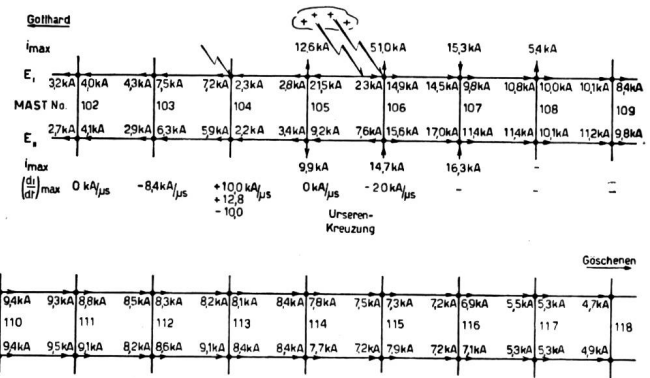 Gotthard
+ + + + +
imax 12,6kA 51,0kA 15,3kA 5,4kA
E I
3,2kA 4,0kA 4,3kA 7,5kA 7,2kA 2,3kA 2,8kA 21,5kA 2,3kA 14,9kA 14,5kA 9,8kA 10,8kA 10,0kA 10,1kA 8,4kA
MAST No. 102 103 104 105 106 107 108 109
E II 2,7kA 4,1kA 2,9kA 6,3kA 5,9kA 2,2kA 3,4kA 9,2kA 7,6kA 15,6kA 17,0kA 11,4kA 11,4kA 10,1kA 11,2kA 9,8kA
imax 9,9kA 14,7kA 16,3kA -
(di/dt)max 0 kA/µs -8,4kA/µs +10,0 kA/µs 0kA/µs -20kA/µs - - =
+12,8
-10,0
Urseren-
Kreuzung
Göschenen
9,4kA 9,3kA 8,8kA 8,5kA 8,3kA 8,2kA 8,1kA 8,4kA 7,8kA 7,5kA 7,3kA 7,2kA 6,9kA 5,5kA 5,3kA 4,7kA
110 111 112 113 114 115 116 117 118
9,4kA 9,5kA 9,1kA 8,2kA 8,6kA 9,1kA 8,4kA 8,4kA 7,7kA 7,2kA 7,9kA 7,2kA 7,1kA 5,3kA 5,3kA 4,9kA